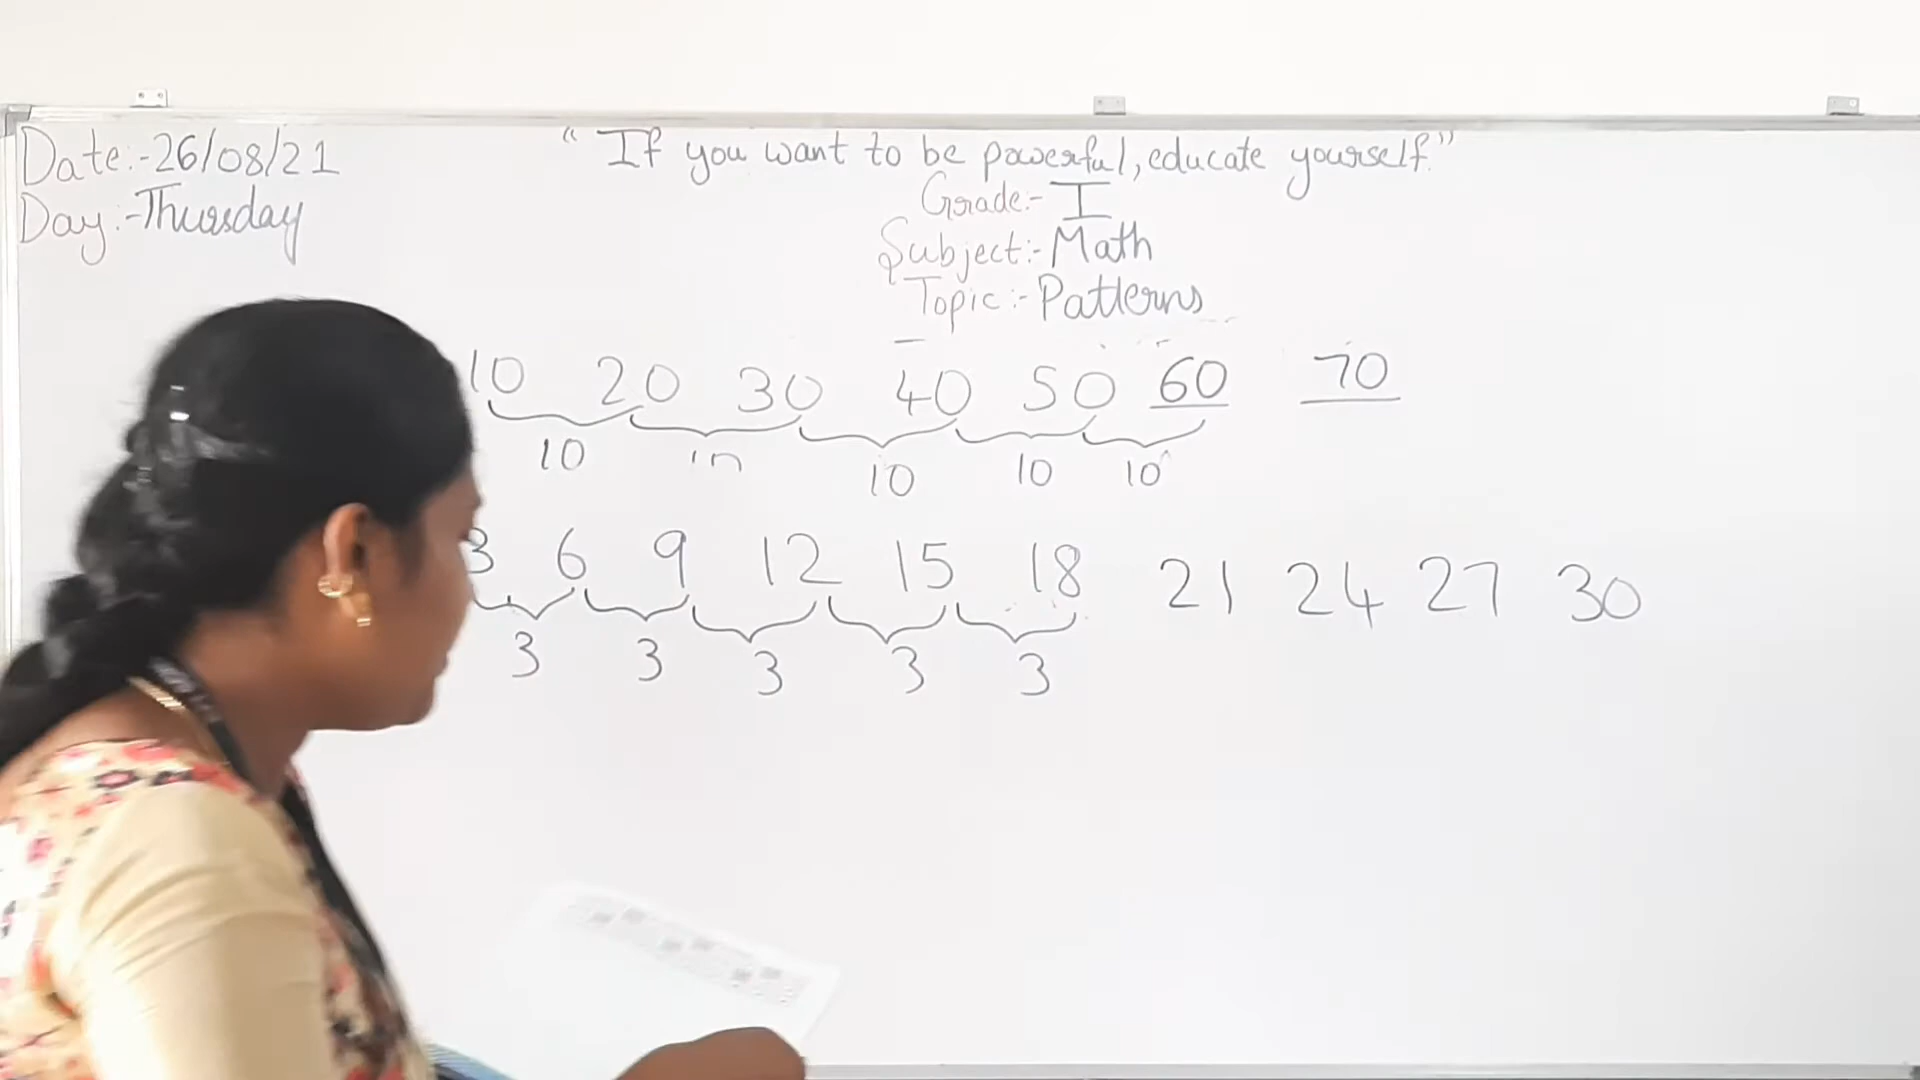 Date:-26/08/21
Day:-Thursday
"If you want to be powerful, educate yourself."
Grade:- I
Subject:- Math
Topic:- Patterns
10 20 30 40 50 60 70
10 10 10 10 10
3 6 9 12 15 18 21 24 27 30
3 3 3 3 3